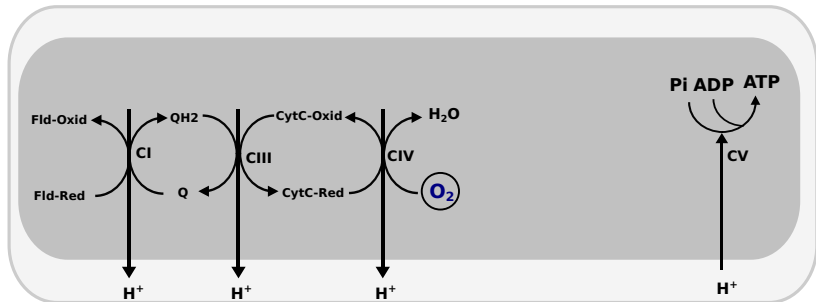 Pi ADP ATP
Fld-Oxid QH2 CytC-Oxid H₂O
CI CIII CIV CV
Fld-Red Q CytC-Red O₂
H⁺ H⁺ H⁺ H⁺